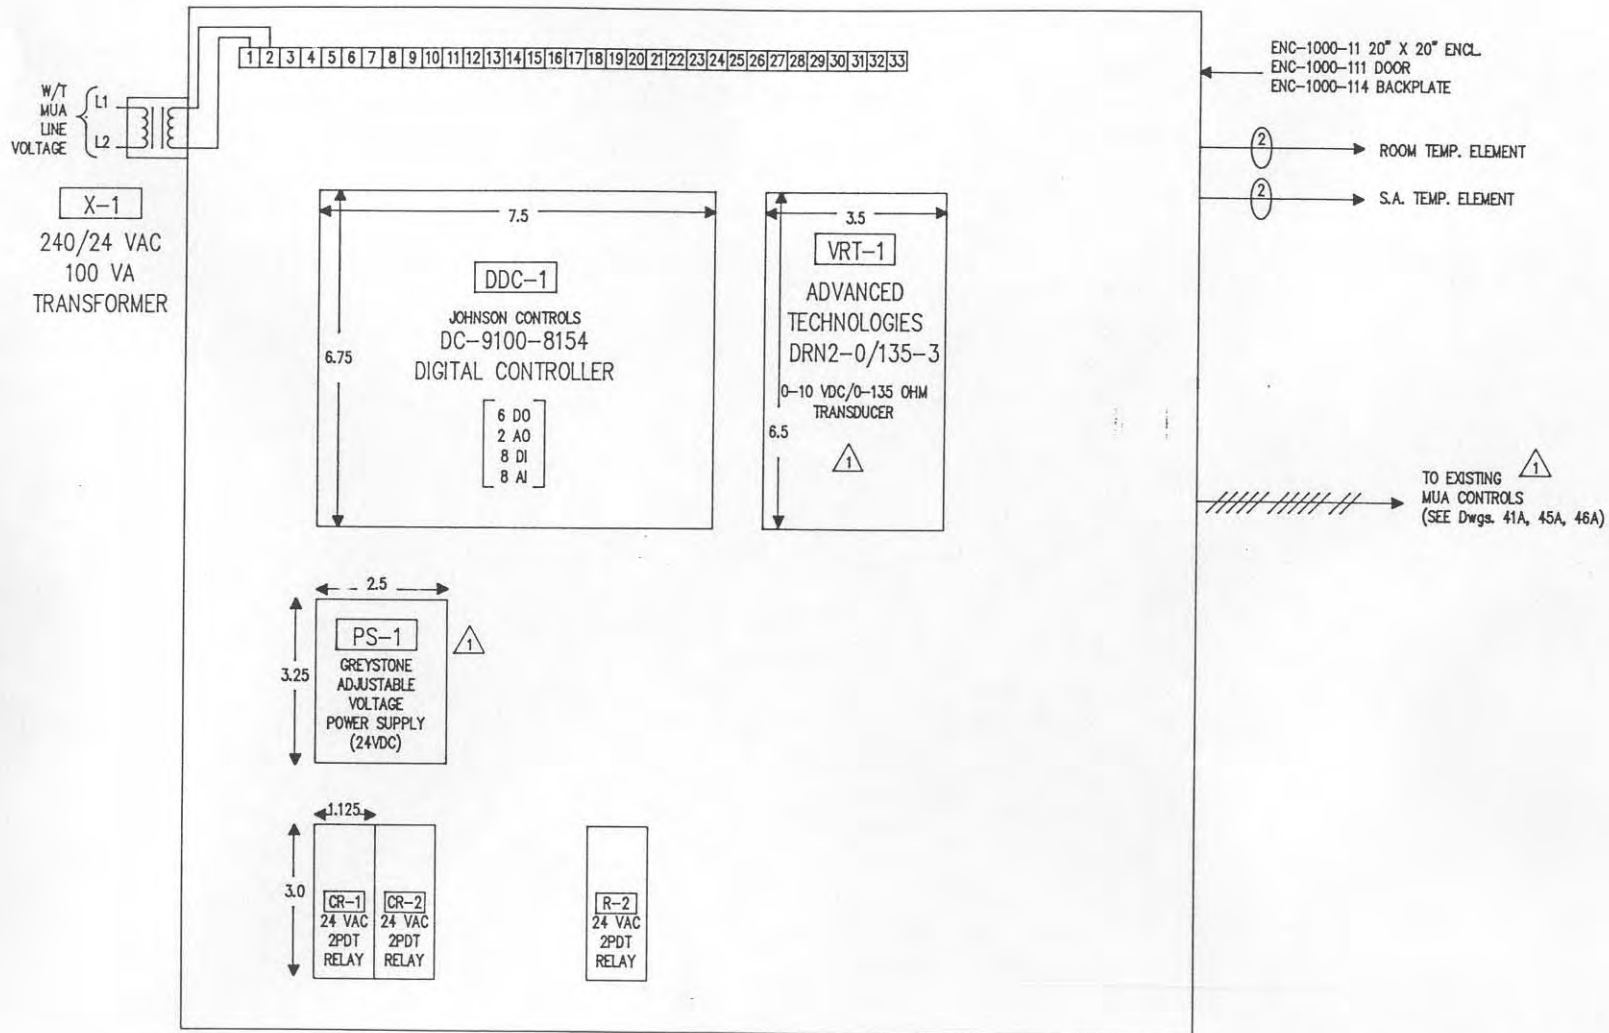 1 2 3 4 5 6 7 8 9 10 11 12 13 14 15 16 17 18 19 20 21 22 23 24 25 26 27 28 29 30 31 32 33
ENC-1000-11 20" X 20" ENCL.
ENC-1000-111 DOOR
ENC-1000-114 BACKPLATE
W/T
MUA
LINE
VOLTAGE
L1
L2
2
ROOM TEMP. ELEMENT
2
S.A. TEMP. ELEMENT
X-1
240/24 VAC
100 VA
TRANSFORMER
7.5
6.75
DDC-1
JOHNSON CONTROLS
DC-9100-8154
DIGITAL CONTROLLER
6 DO
2 AO
8 DI
8 AI
3.5
VRT-1
ADVANCED
TECHNOLOGIES
DRN2-0/135-3
0-10 VDC/0-135 OHM
TRANSDUCER
6.5
1
TO EXISTING
MUA CONTROLS
(SEE Dwgs. 41A, 45A, 46A)
1
2.5
3.25
PS-1
GREYSTONE
ADJUSTABLE
VOLTAGE
POWER SUPPLY
(24VDC)
1
1.125
3.0
CR-1
24 VAC
2PDT
RELAY
CR-2
24 VAC
2PDT
RELAY
R-2
24 VAC
2PDT
RELAY